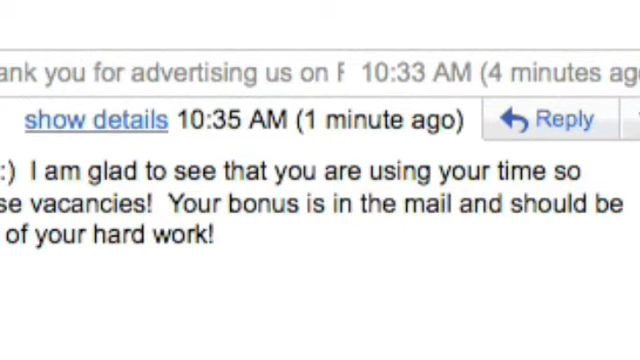 ank you for advertising us on F 10:33 AM (4 minutes ag
show details 10:35 AM (1 minute ago) Reply
:) I am glad to see that you are using your time so
se vacancies! Your bonus is in the mail and should be
of your hard work!